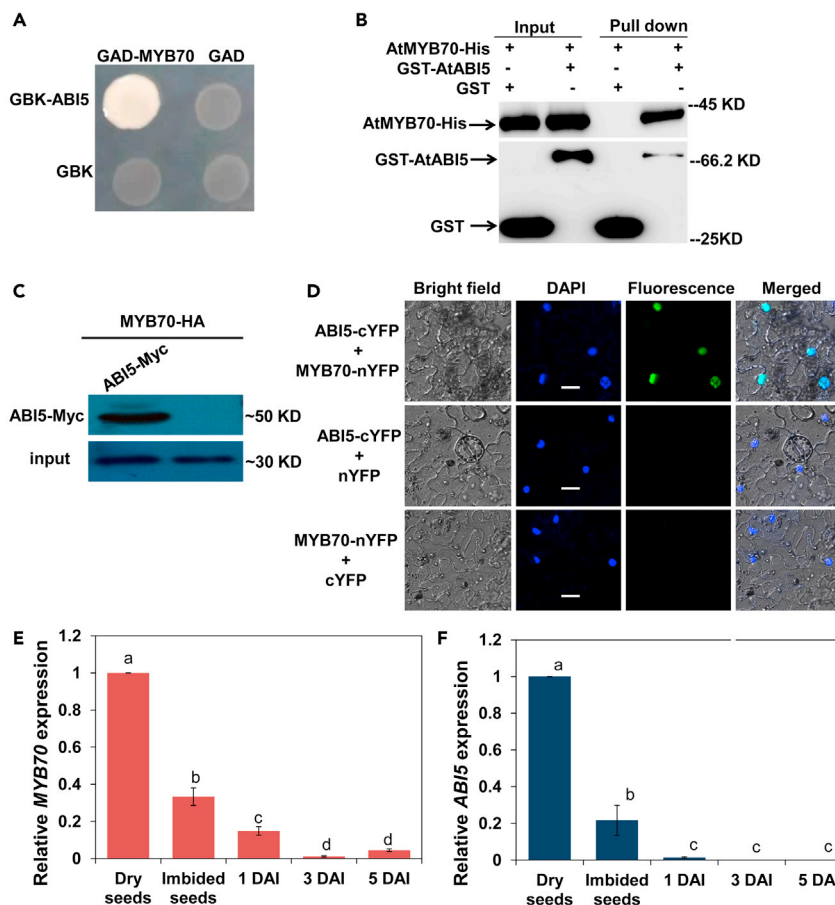 A
GAD-MYB70 GAD
GBK-ABI5
GBK
B
Input Pull down
AtMYB70-His + + + +
GST-AtABI5 - + - +
GST + - + -
--45 KD
AtMYB70-His
GST-AtABI5
--66.2 KD
GST
--25KD
C
MYB70-HA
ABI5-Myc
ABI5-Myc ~50 KD
input ~30 KD
D
Bright field DAPI Fluorescence Merged
ABI5-cYFP
+
MYB70-nYFP
ABI5-cYFP
+
nYFP
MYB70-nYFP
+
cYFP
E
Relative MYB70 expression
1.2
1
0.8
0.6
0.4
0.2
0
a
b
c
d
d
Dry seeds
Imbided seeds
1 DAI
3 DAI
5 DAI
F
Relative ABI5 expression
1.2
1
0.8
0.6
0.4
0.2
0
a
b
c
c
c
Dry seeds
Imbided seeds
1 DAI
3 DAI
5 DAI